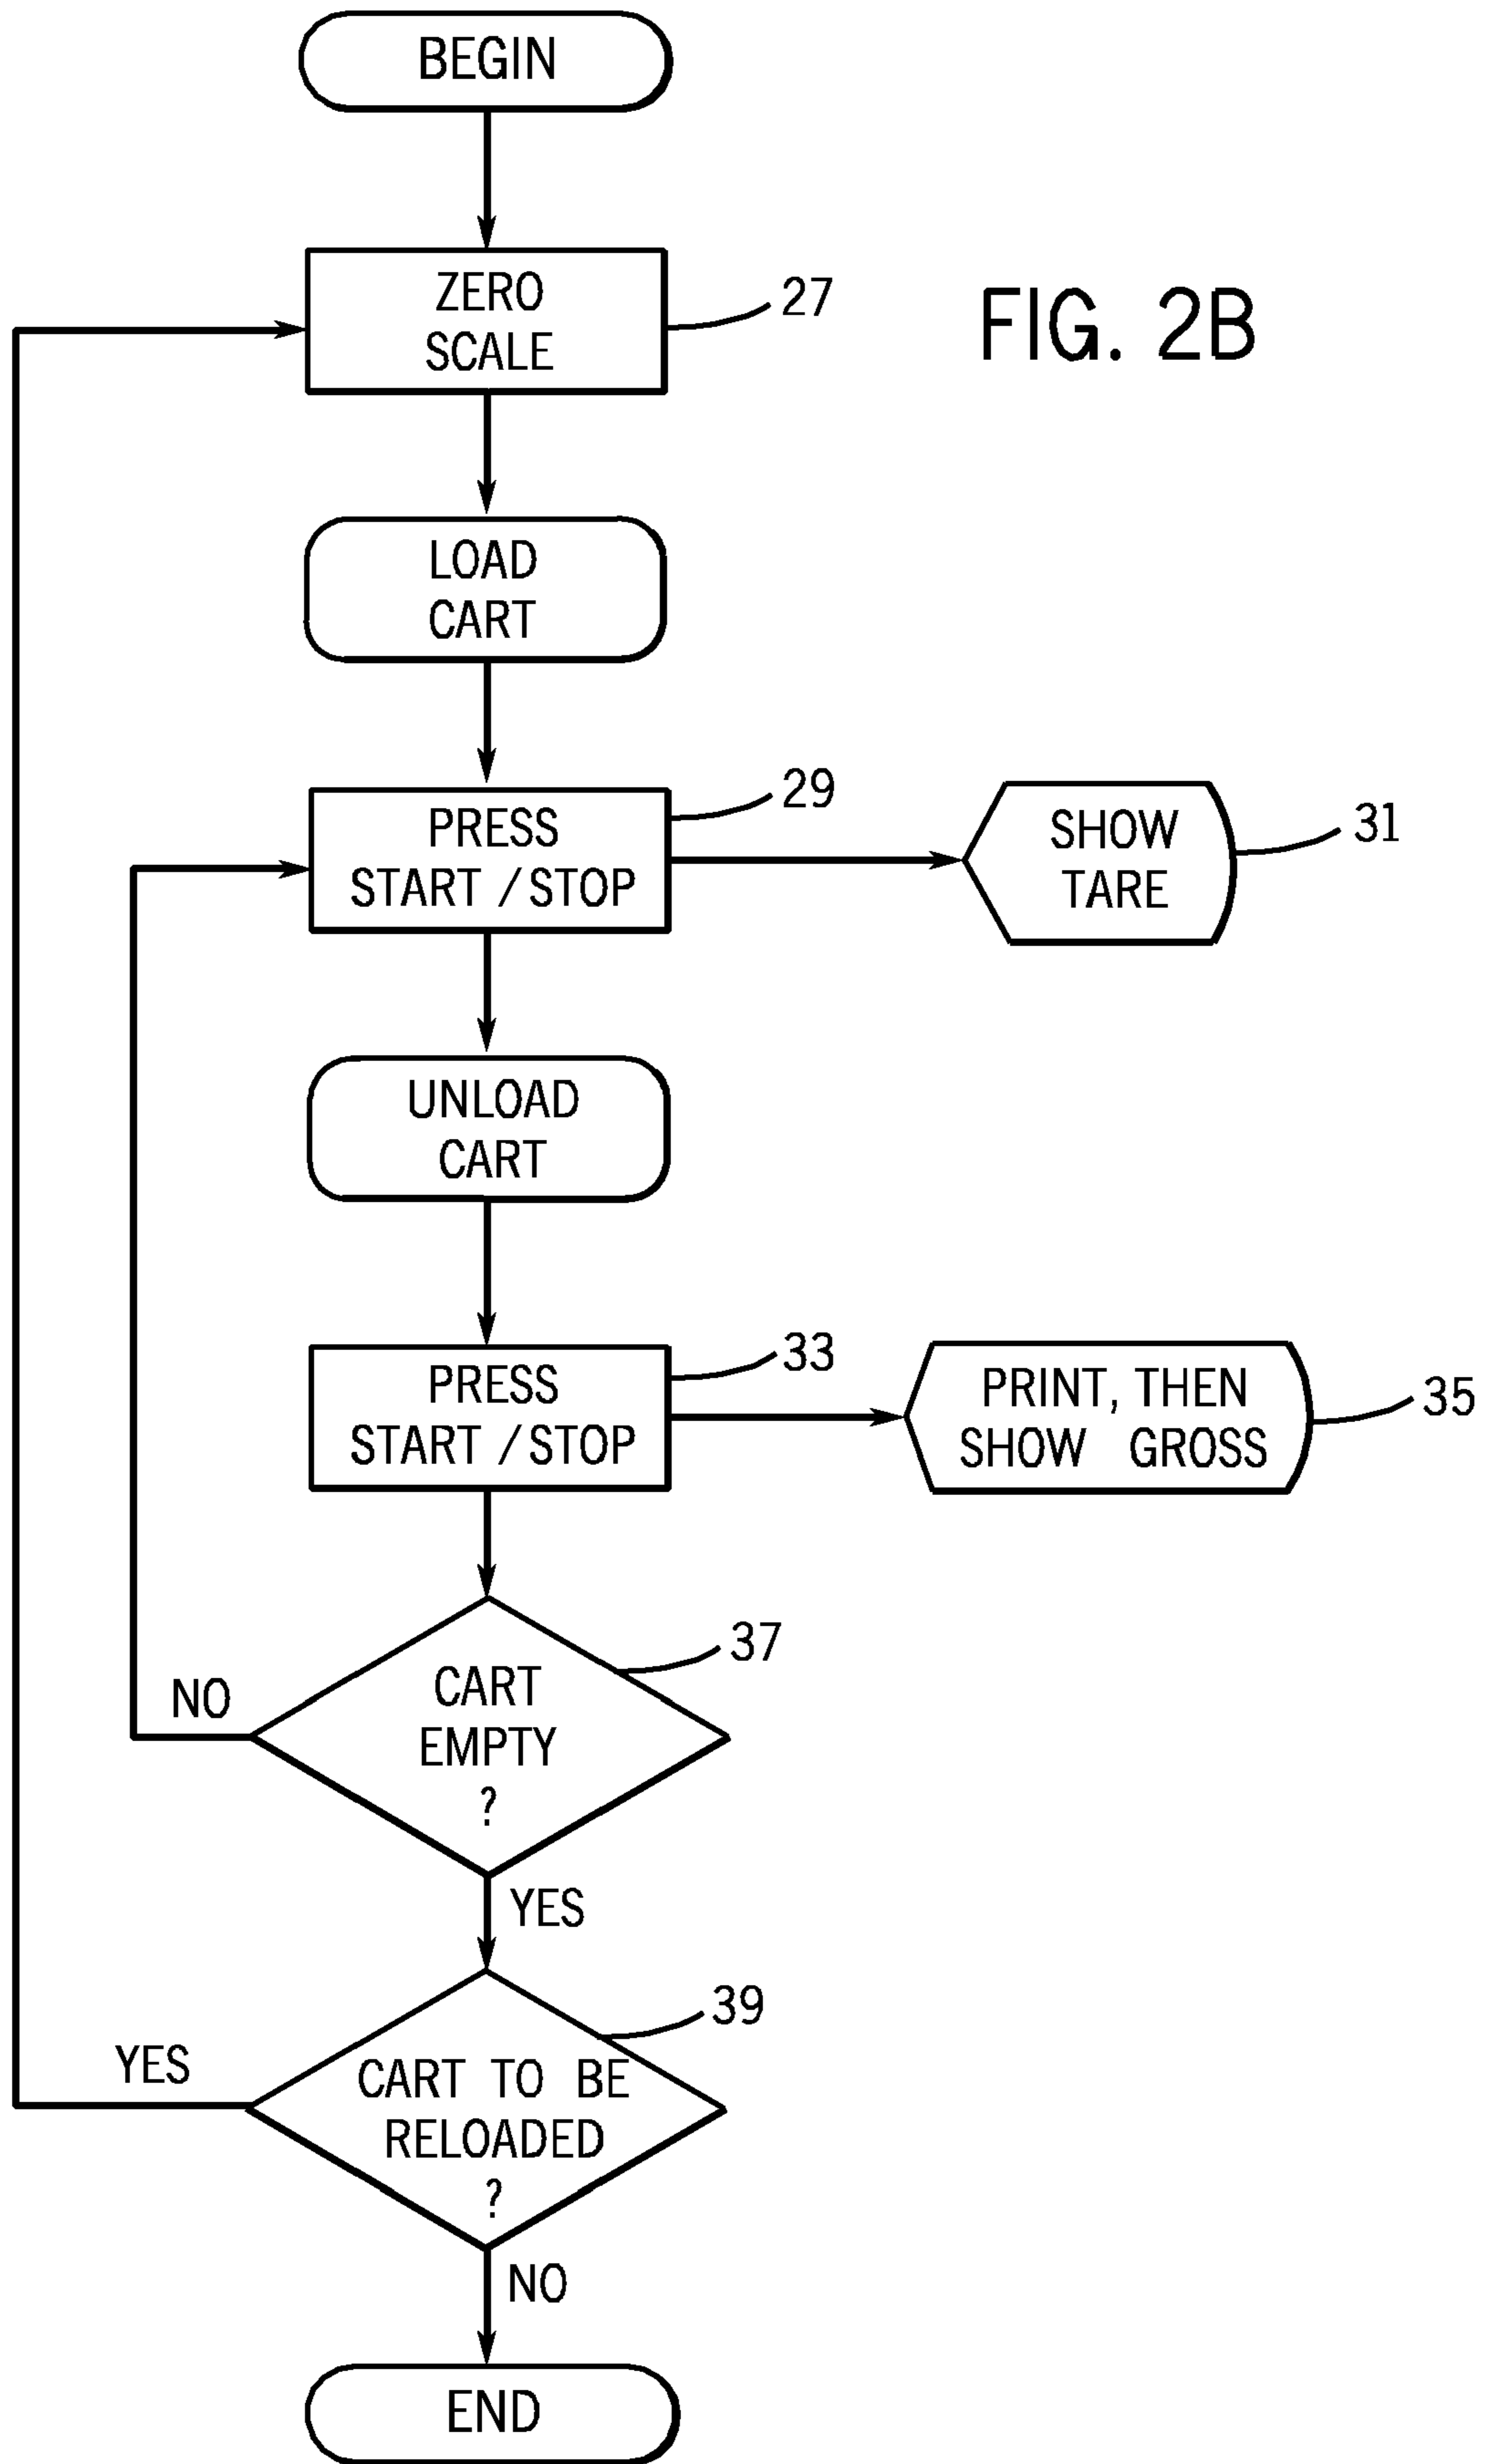 BEGIN
ZERO
SCALE
27
FIG. 2B
LOAD
CART
PRESS
START / STOP
29
SHOW
TARE
31
UNLOAD
CART
PRESS
START / STOP
33
PRINT, THEN
SHOW GROSS
35
CART
EMPTY
?
37
NO
YES
CART TO BE
RELOADED
?
39
YES
NO
END